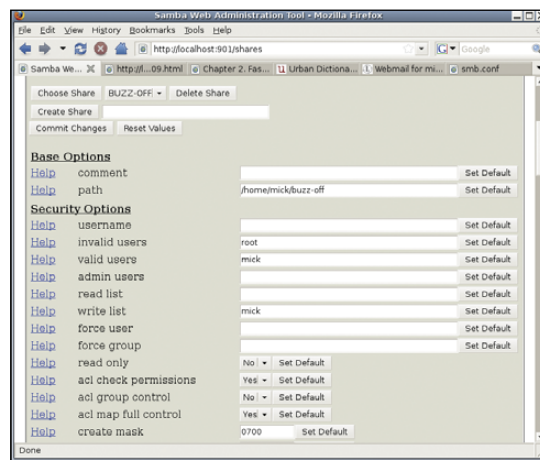 Samba Web Administration Tool - Mozilla Firefox
File Edit View History Bookmarks Tools Help
http://localhost:901/shares
Google
Samba We... http://l...09.html Chapter 2. Fas... Urban Dictiona... Webmail for mi... smb.conf
Choose Share BUZZ-OFF Delete Share
Create Share
Commit Changes Reset Values
Base Options
Help comment Set Default
Help path /home/mick/buzz-off Set Default
Security Options
Help username Set Default
Help invalid users root Set Default
Help valid users mick Set Default
Help admin users Set Default
Help read list Set Default
Help write list mick Set Default
Help force user Set Default
Help force group Set Default
Help read only No Set Default
Help acl check permissions Yes Set Default
Help acl group control No Set Default
Help acl map full control Yes Set Default
Help create mask 0700 Set Default
Done